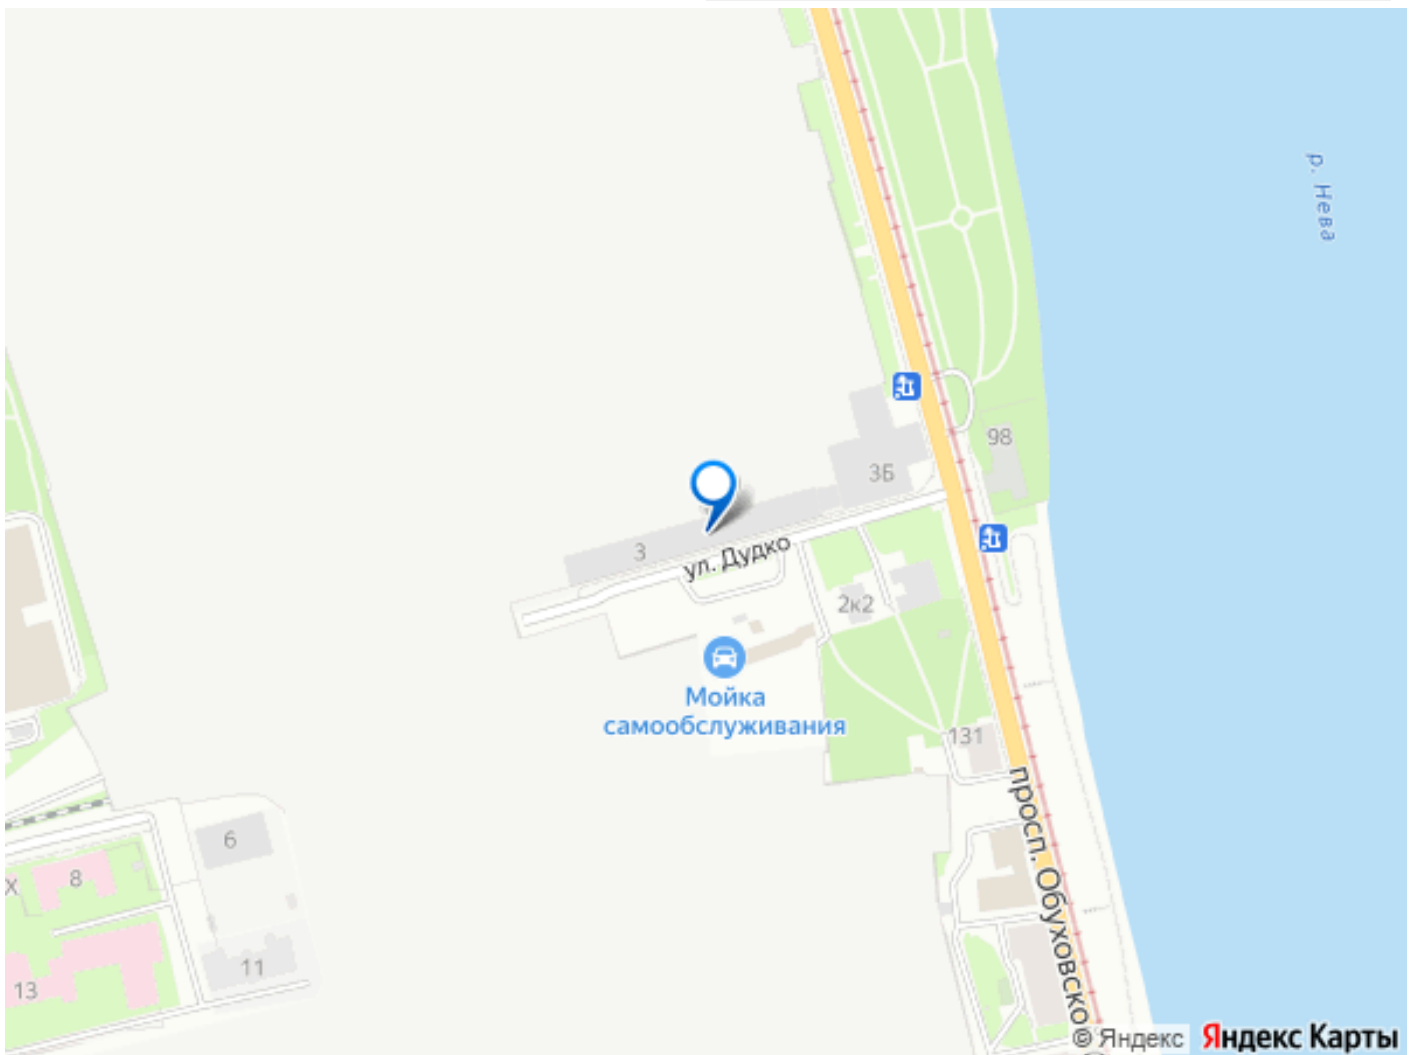 р. Нева
98
3Б
3
ул. Дудко
2к2
Мойка
самообслуживания
131
просп. Обуховско
6
Х
8
11
13
© Яндекс Яндекс Карты